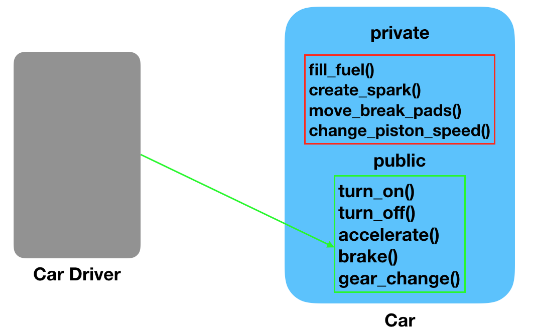 private
fill_fuel()
create_spark()
move_break_pads()
change_piston_speed()
public
turn_on()
turn_off()
accelerate()
brake()
gear_change()
Car Driver
Car